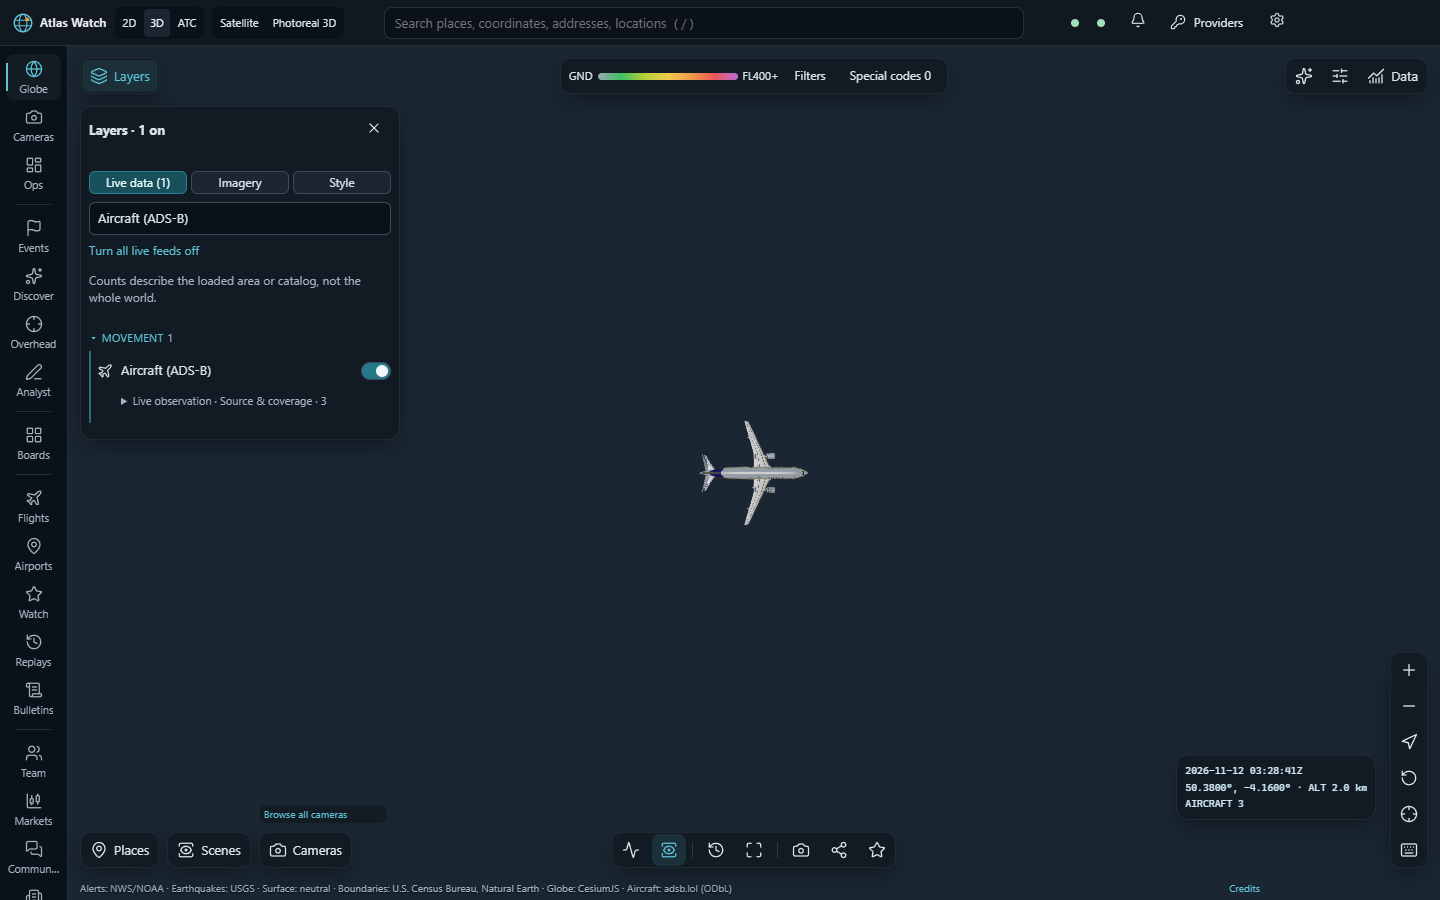 Atlas Watch
2D
3D
ATC
Satellite
Photoreal 3D
Search places, coordinates, addresses, locations ( / )
Providers
Globe
Cameras
Ops
Events
Discover
Overhead
Analyst
Boards
Flights
Airports
Watch
Replays
Bulletins
Team
Markets
Commun...
Layers
Layers · 1 on
Live data (1)
Imagery
Style
Aircraft (ADS-B)
Turn all live feeds off
Counts describe the loaded area or catalog, not the
whole world.
MOVEMENT 1
Aircraft (ADS-B)
Live observation · Source & coverage · 3
GND
FL400+
Filters
Special codes 0
Data
2026-11-12 03:28:41Z
50.3800°, -4.1600° · ALT 2.0 km
AIRCRAFT 3
Browse all cameras
Places
Scenes
Cameras
Alerts: NWS/NOAA · Earthquakes: USGS · Surface: neutral · Boundaries: U.S. Census Bureau, Natural Earth · Globe: CesiumJS · Aircraft: adsb.lol (ODbL)
Credits